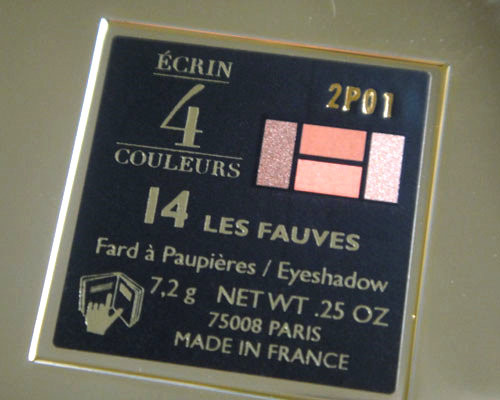 ÉCRIN
4
COULEURS
2P01
14 LES FAUVES
Fard à Paupières / Eyeshadow
7,2 g NET WT .25 OZ
75008 PARIS
MADE IN FRANCE